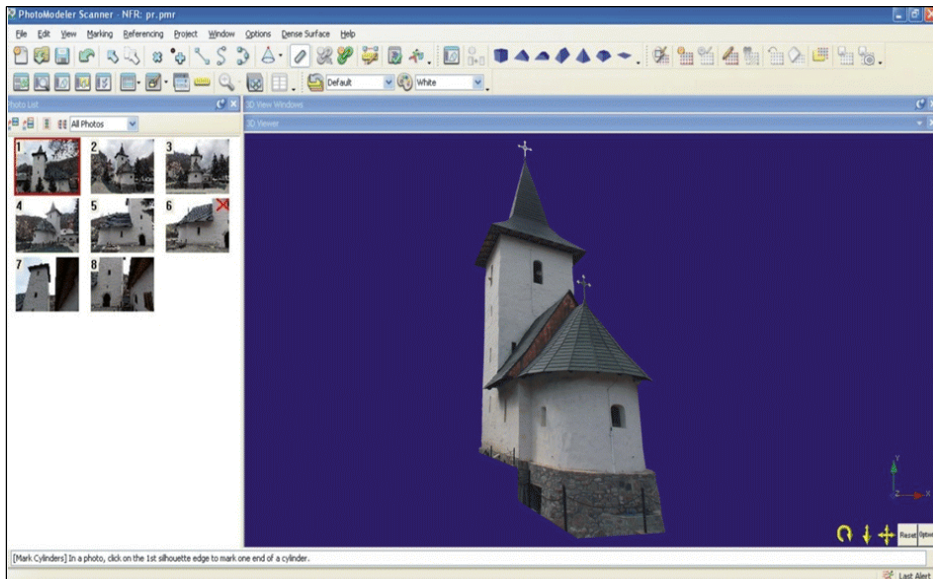 PhotoModeler Scanner - NFR: pr.pmr
File Edit View Marking Referencing Project Window Options Dense Surface Help
Default White
Photo List
3D View Windows
3D Viewer
All Photos
1 2 3
4 5 6
7 8
Y
X
Z
Reset
[Mark Cylinders] In a photo, click on the 1st silhouette edge to mark one end of a cylinder.
Last Alert